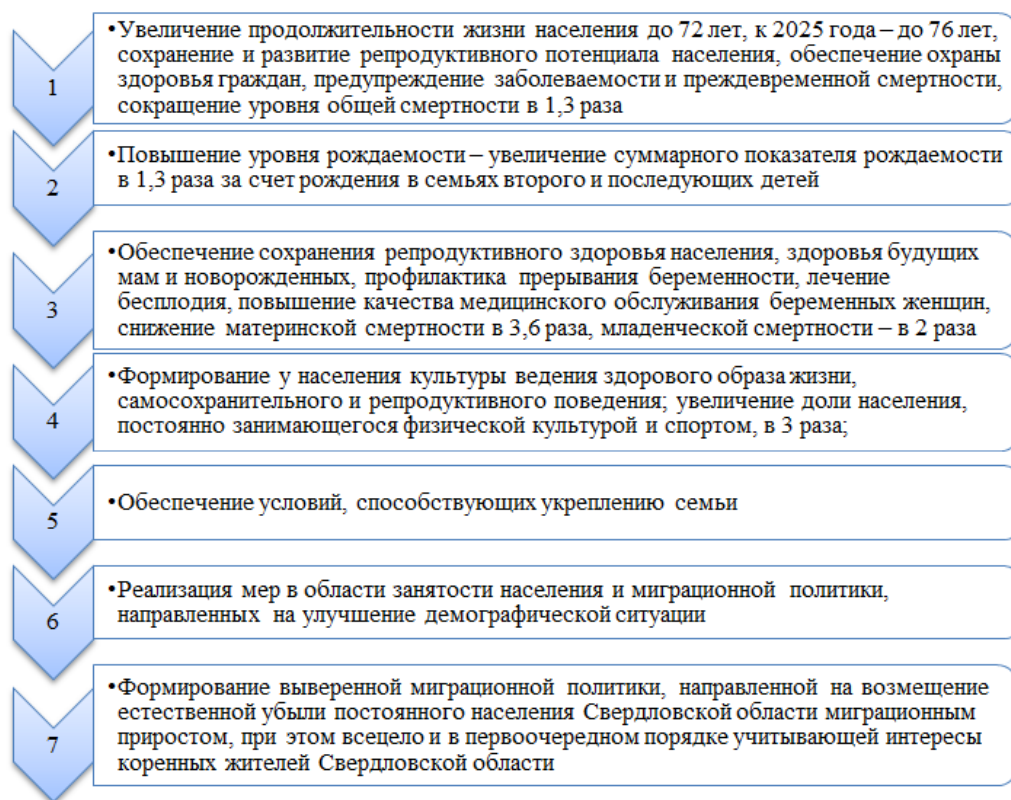 1
•Увеличение продолжительности жизни населения до 72 лет, к 2025 года – до 76 лет,
сохранение и развитие репродуктивного потенциала населения, обеспечение охраны
здоровья граждан, предупреждение заболеваемости и преждевременной смертности,
сокращение уровня общей смертности в 1,3 раза
2
•Повышение уровня рождаемости – увеличение суммарного показателя рождаемости
в 1,3 раза за счет рождения в семьях второго и последующих детей
3
•Обеспечение сохранения репродуктивного здоровья населения, здоровья будущих
мам и новорожденных, профилактика прерывания беременности, лечение
бесплодия, повышение качества медицинского обслуживания беременных женщин,
снижение материнской смертности в 3,6 раза, младенческой смертности – в 2 раза
4
•Формирование у населения культуры ведения здорового образа жизни,
самосохранительного и репродуктивного поведения; увеличение доли населения,
постоянно занимающегося физической культурой и спортом, в 3 раза;
5
•Обеспечение условий, способствующих укреплению семьи
6
•Реализация мер в области занятости населения и миграционной политики,
направленных на улучшение демографической ситуации
7
•Формирование выверенной миграционной политики, направленной на возмещение
естественной убыли постоянного населения Свердловской области миграционным
приростом, при этом всецело и в первоочередном порядке учитывающей интересы
коренных жителей Свердловской области